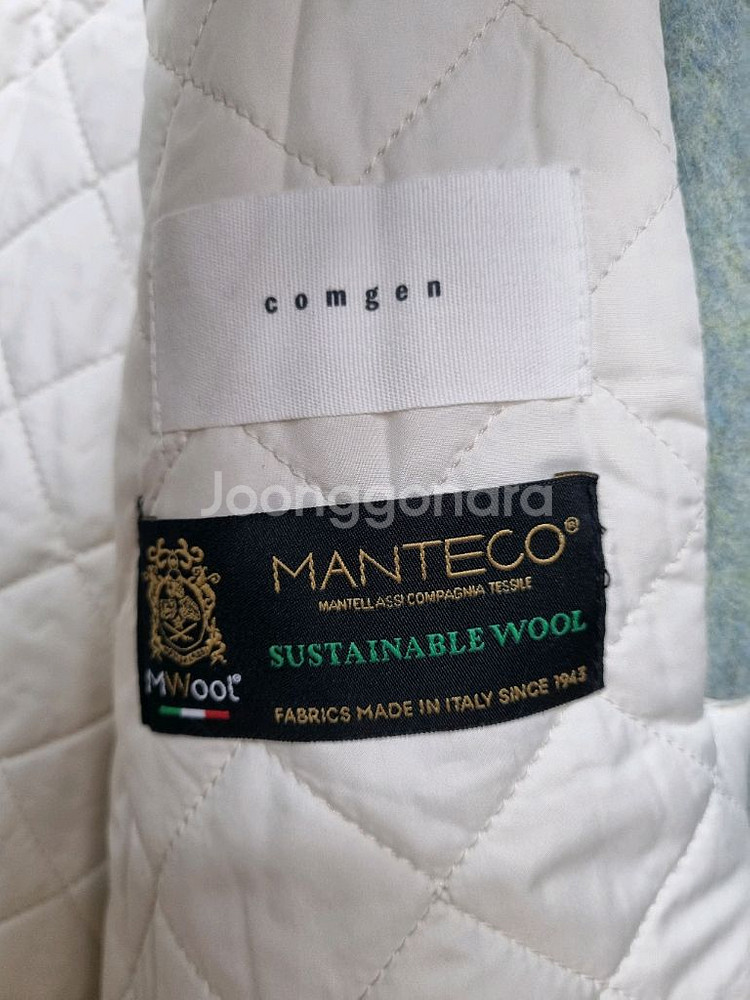 comgen
Joonggonara
MANTECO®
MANTELLASSI COMPAGNIA TESSILE
SUSTAINABLE WOOL
MWool®
FABRICS MADE IN ITALY SINCE 1943